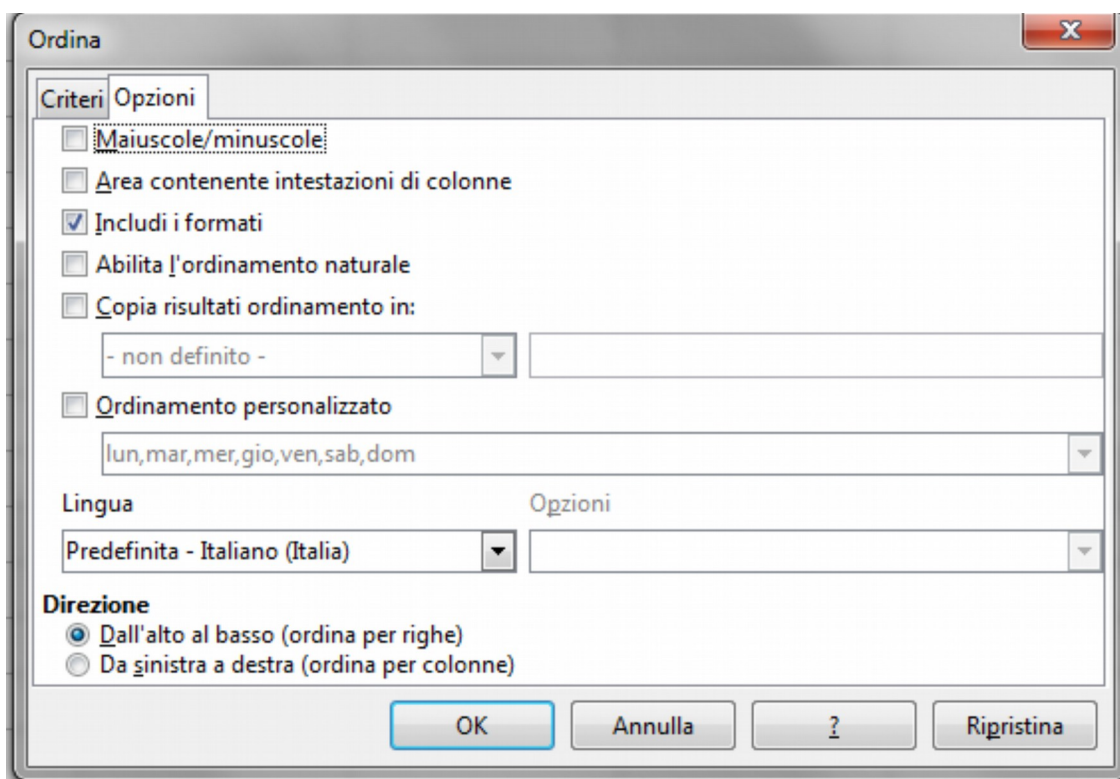 Ordina
Criteri Opzioni
Maiuscole/minuscole
Area contenente intestazioni di colonne
Includi i formati
Abilita l'ordinamento naturale
Copia risultati ordinamento in:
- non definito -
Ordinamento personalizzato
lun,mar,mer,gio,ven,sab,dom
Lingua Opzioni
Predefinita - Italiano (Italia)
Direzione
Dall'alto al basso (ordina per righe)
Da sinistra a destra (ordina per colonne)
OK Annulla ? Ripristina